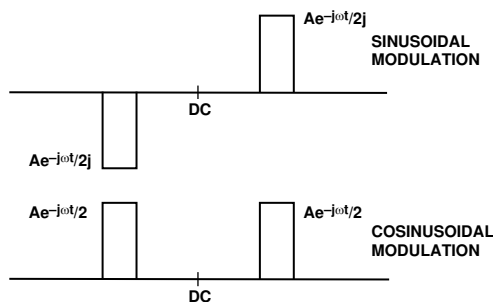 Ae–jωt/2j
SINUSOIDAL
MODULATION
DC
Ae–jωt/2j
Ae–jωt/2
Ae–jωt/2
COSINUSOIDAL
MODULATION
DC